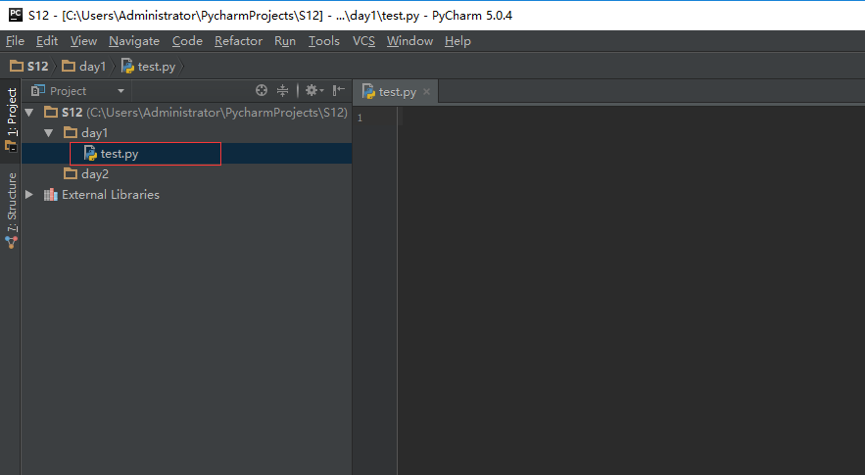 S12 - [C:\Users\Administrator\PycharmProjects\S12] - ...\day1\test.py - PyCharm 5.0.4
File Edit View Navigate Code Refactor Run Tools VCS Window Help
S12 day1 test.py
1: Project
Project
test.py
S12 (C:\Users\Administrator\PycharmProjects\S12)
1
day1
test.py
day2
7: Structure
External Libraries